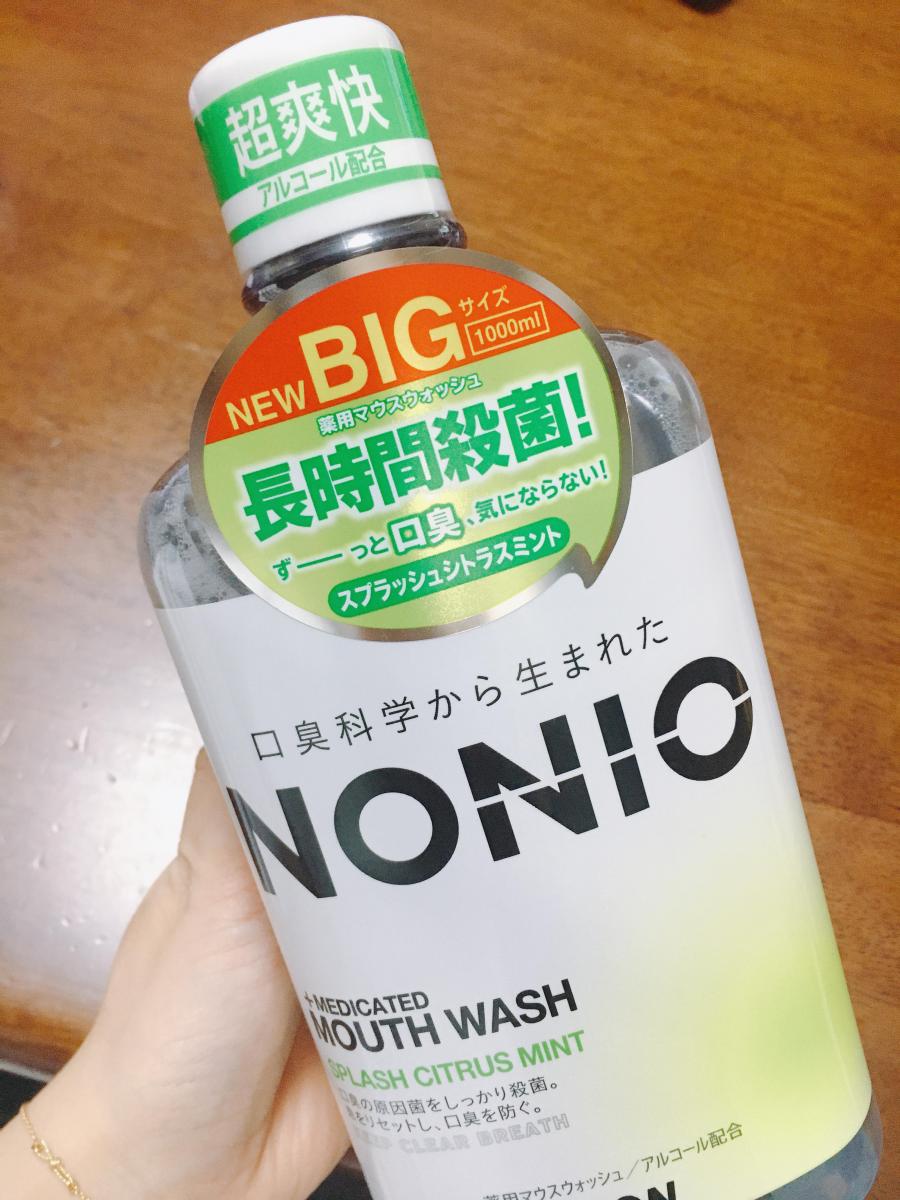 超爽快
アルコール配合
NEW BIG サイズ 1000ml
薬用マウスウォッシュ
長時間殺菌!
ず―っと口臭、気にならない!
スプラッシュシトラスミント
口臭科学から生まれた
NONIO
+MEDICATED
MOUTH WASH
SPLASH CITRUS MINT
口臭の原因菌をしっかり殺菌。
をリセットし、口臭を防ぐ。
KEEP CLEAR BREATH
薬用マウスウォッシュ/アルコール配合